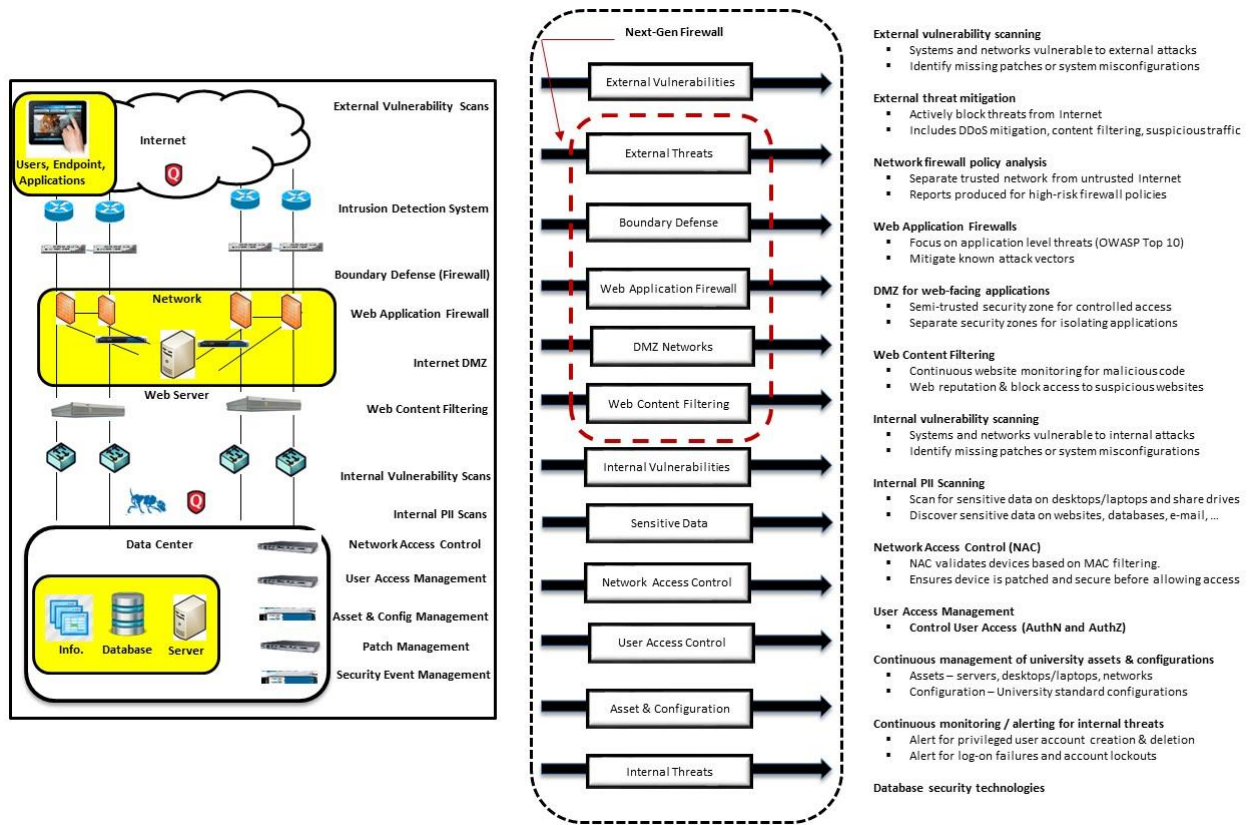 Internet
Users, Endpoint,
Applications
Network
Web Server
Data Center
Info.
Database
Server
External Vulnerability Scans
Intrusion Detection System
Boundary Defense (Firewall)
Web Application Firewall
Internet DMZ
Web Content Filtering
Internal Vulnerability Scans
Internal PII Scans
Network Access Control
User Access Management
Asset & Config Management
Patch Management
Security Event Management
Q
Q
Next-Gen Firewall
External Vulnerabilities
External Threats
Boundary Defense
Web Application Firewall
DMZ Networks
Web Content Filtering
Internal Vulnerabilities
Sensitive Data
Network Access Control
User Access Control
Asset & Configuration
Internal Threats
External vulnerability scanning
▪ Systems and networks vulnerable to external attacks
▪ Identify missing patches or system misconfigurations
External threat mitigation
▪ Actively block threats from Internet
▪ Includes DDoS mitigation, content filtering, suspicious traffic
Network firewall policy analysis
▪ Separate trusted network from untrusted Internet
▪ Reports produced for high-risk firewall policies
Web Application Firewalls
▪ Focus on application level threats (OWASP Top 10)
▪ Mitigate known attack vectors
DMZ for web-facing applications
▪ Semi-trusted security zone for controlled access
▪ Separate security zones for isolating applications
Web Content Filtering
▪ Continuous website monitoring for malicious code
▪ Web reputation & block access to suspicious websites
Internal vulnerability scanning
▪ Systems and networks vulnerable to internal attacks
▪ Identify missing patches or system misconfigurations
Internal PII Scanning
▪ Scan for sensitive data on desktops/laptops and share drives
▪ Discover sensitive data on websites, databases, e-mail, ...
Network Access Control (NAC)
▪ NAC validates devices based on MAC filtering.
▪ Ensures device is patched and secure before allowing access
User Access Management
▪ Control User Access (AuthN and AuthZ)
Continuous management of university assets & configurations
▪ Assets – servers, desktops/laptops, networks
▪ Configuration – University standard configurations
Continuous monitoring / alerting for internal threats
▪ Alert for privileged user account creation & deletion
▪ Alert for log-on failures and account lockouts
Database security technologies